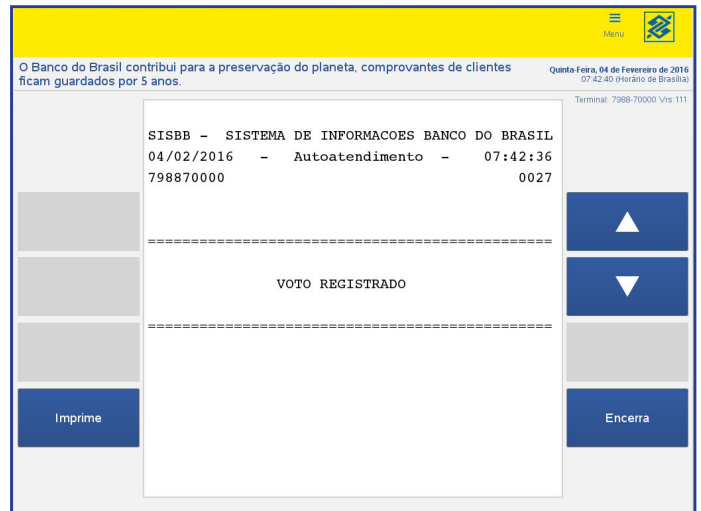 Menu
O Banco do Brasil contribui para a preservação do planeta, comprovantes de clientes
ficam guardados por 5 anos.
Quinta-Feira, 04 de Fevereiro de 2016
07:42:40 (Horário de Brasília)
Terminal: 7988-70000 Vrs:111
SISBB - SISTEMA DE INFORMACOES BANCO DO BRASIL
04/02/2016 - Autoatendimento - 07:42:36
798870000 0027
===============================================
VOTO REGISTRADO
===============================================
Imprime
Encerra